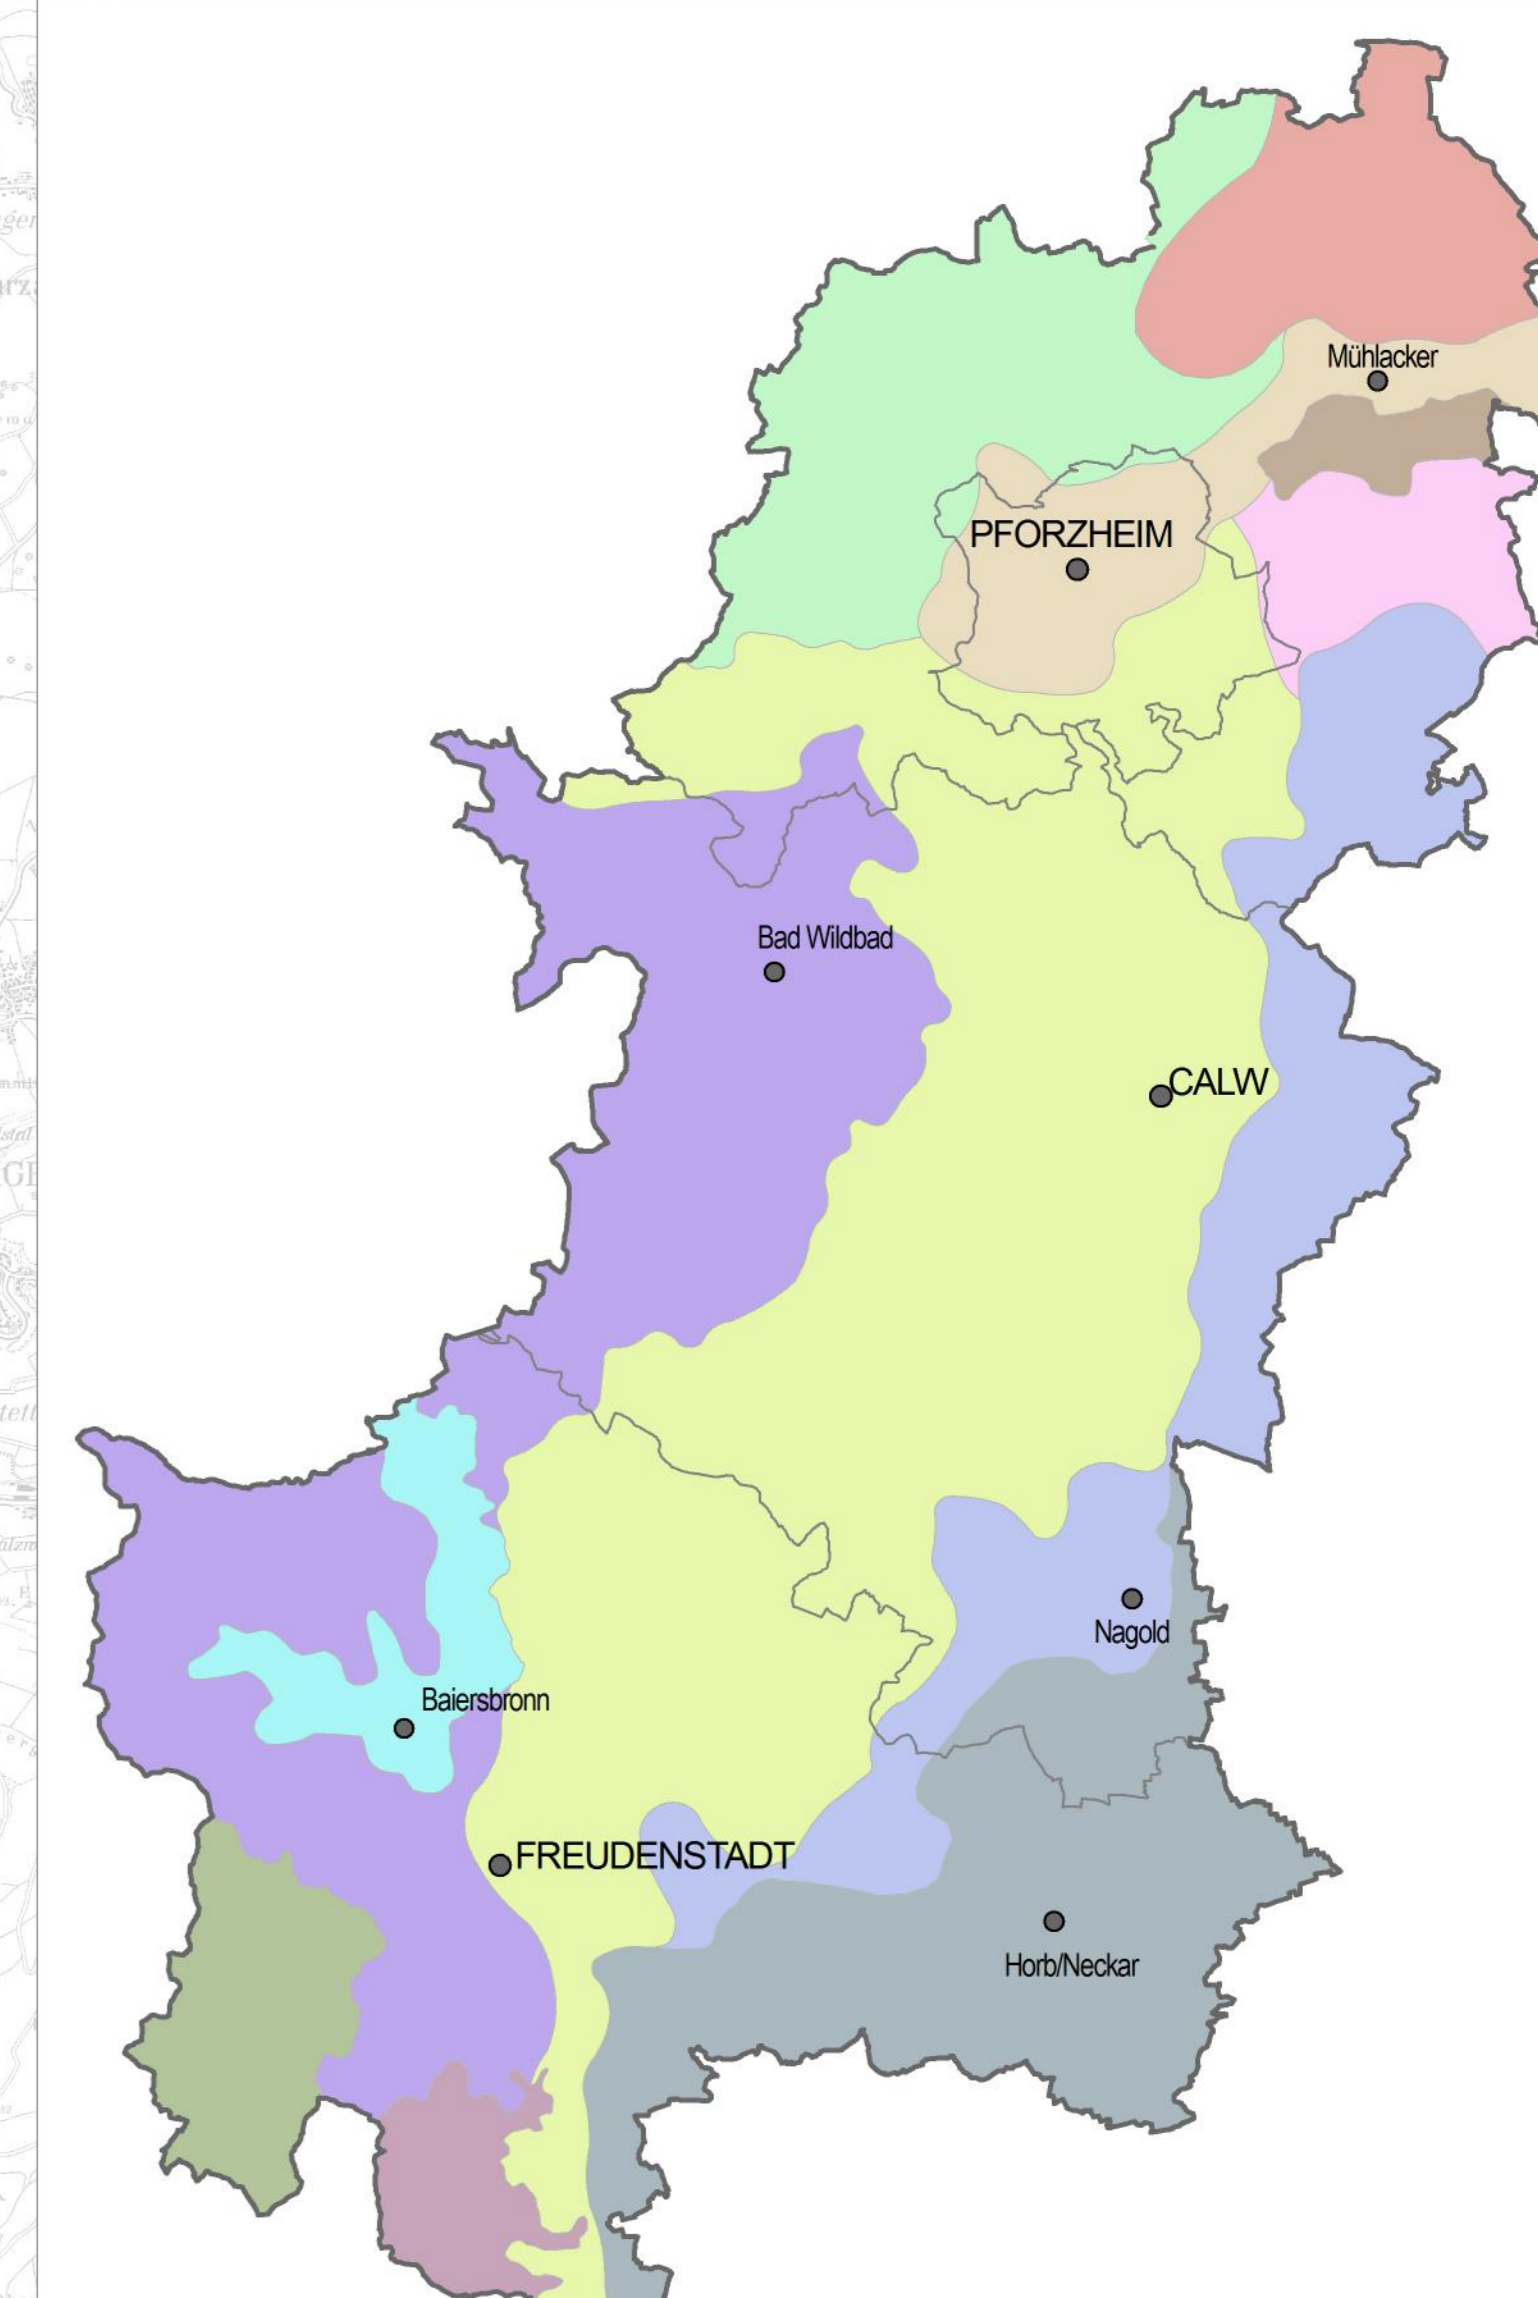 Mühlacker
PFORZHEIM
Bad Wildbad
CALW
Nagold
Baiersbronn
FREUDENSTADT
Horb/Neckar